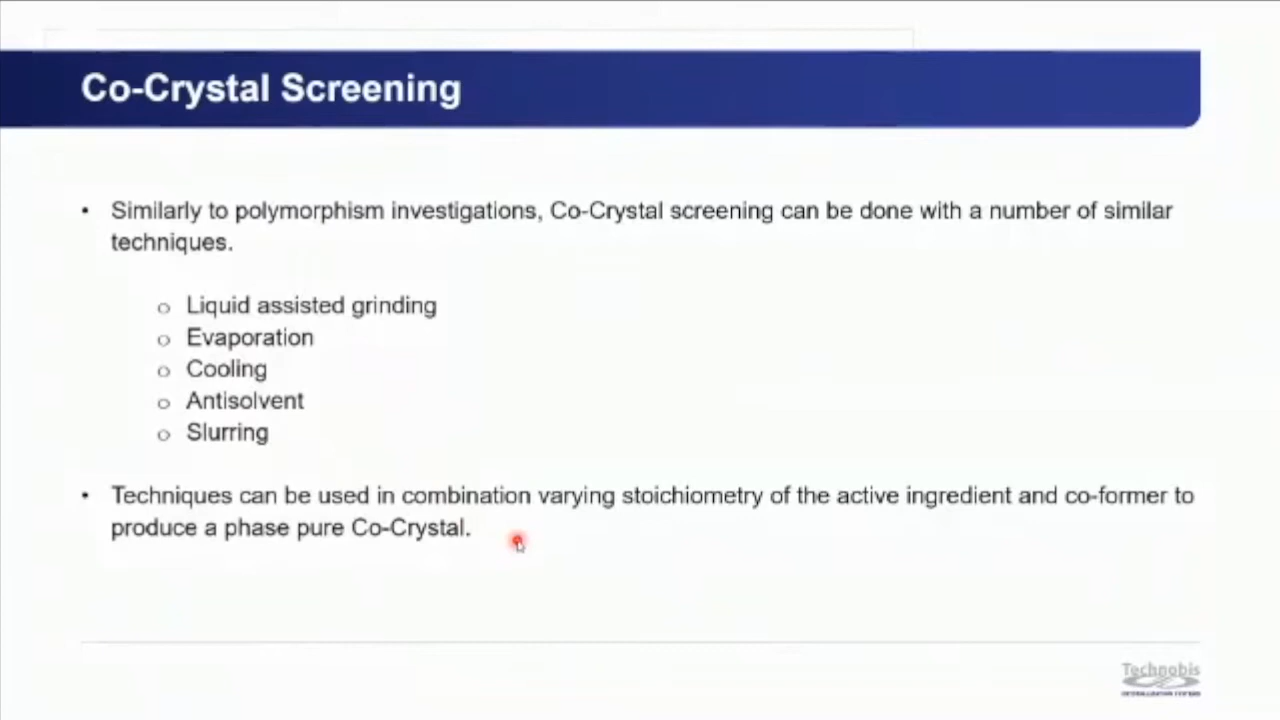 Co-Crystal Screening
• Similarly to polymorphism investigations, Co-Crystal screening can be done with a number of similar
techniques.
o Liquid assisted grinding
o Evaporation
o Cooling
o Antisolvent
o Slurring
• Techniques can be used in combination varying stoichiometry of the active ingredient and co-former to
produce a phase pure Co-Crystal.
Technobis
CRYSTALLIZATION SYSTEMS